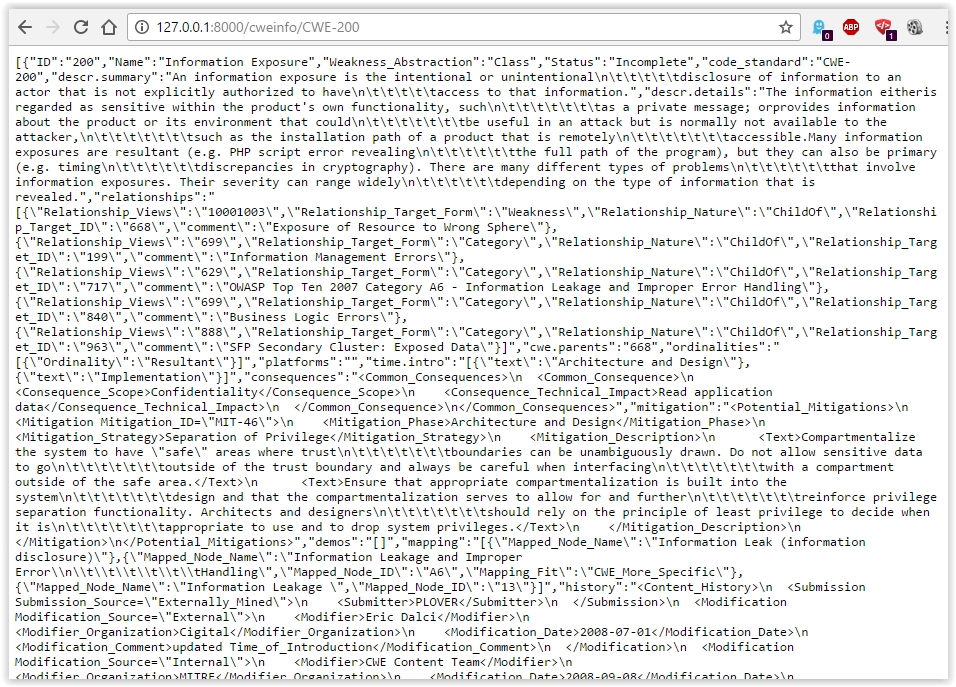 127.0.0.1:8000/cweinfo/CWE-200
0
ABP
1
[{"ID":"200","Name":"Information Exposure","Weakness_Abstraction":"Class","Status":"Incomplete","code_standard":"CWE-
200","descr.summary":"An information exposure is the intentional or unintentional\n\t\t\t\t\tdisclosure of information to an
actor that is not explicitly authorized to have\n\t\t\t\t\taccess to that information.","descr.details":"The information eitheris
regarded as sensitive within the product's own functionality, such\n\t\t\t\t\t\t\tas a private message; orprovides information
about the product or its environment that could\n\t\t\t\t\t\t\tbe useful in an attack but is normally not available to the
attacker,\n\t\t\t\t\t\t\tsuch as the installation path of a product that is remotely\n\t\t\t\t\t\t\taccessible.Many information
exposures are resultant (e.g. PHP script error revealing\n\t\t\t\t\t\tthe full path of the program), but they can also be primary
(e.g. timing\n\t\t\t\t\t\tdiscrepancies in cryptography). There are many different types of problems\n\t\t\t\t\t\tthat involve
information exposures. Their severity can range widely\n\t\t\t\t\t\tdepending on the type of information that is
revealed.","relationships":"
[{\"Relationship_Views\":\"10001003\",\"Relationship_Target_Form\":\"Weakness\",\"Relationship_Nature\":\"ChildOf\",\"Relationshi
p_Target_ID\":\"668\",\"comment\":\"Exposure of Resource to Wrong Sphere\"},
{\"Relationship_Views\":\"699\",\"Relationship_Target_Form\":\"Category\",\"Relationship_Nature\":\"ChildOf\",\"Relationship_Targ
et_ID\":\"199\",\"comment\":\"Information Management Errors\"},
{\"Relationship_Views\":\"629\",\"Relationship_Target_Form\":\"Category\",\"Relationship_Nature\":\"ChildOf\",\"Relationship_Targ
et_ID\":\"717\",\"comment\":\"OWASP Top Ten 2007 Category A6 - Information Leakage and Improper Error Handling\"},
{\"Relationship_Views\":\"699\",\"Relationship_Target_Form\":\"Category\",\"Relationship_Nature\":\"ChildOf\",\"Relationship_Targ
et_ID\":\"840\",\"comment\":\"Business Logic Errors\"},
{\"Relationship_Views\":\"888\",\"Relationship_Target_Form\":\"Category\",\"Relationship_Nature\":\"ChildOf\",\"Relationship_Targ
et_ID\":\"963\",\"comment\":\"SFP Secondary Cluster: Exposed Data\"}]","cwe.parents":"668","ordinalities":"
[{\"Ordinality\":\"Resultant\"}]","platforms":"","time.intro":"[{\"text\":\"Architecture and Design\"},
{\"text\":\"Implementation\"}]","consequences":"<Common_Consequences>\n  <Common_Consequence>\n
<Consequence_Scope>Confidentiality</Consequence_Scope>\n    <Consequence_Technical_Impact>Read application
data</Consequence_Technical_Impact>\n  </Common_Consequence>\n</Common_Consequences>","mitigation":"<Potential_Mitigations>\n
<Mitigation Mitigation_ID=\"MIT-46\">\n    <Mitigation_Phase>Architecture and Design</Mitigation_Phase>\n
<Mitigation_Strategy>Separation of Privilege</Mitigation_Strategy>\n    <Mitigation_Description>\n      <Text>Compartmentalize
the system to have \"safe\" areas where trust\n\t\t\t\t\t\t\tboundaries can be unambiguously drawn. Do not allow sensitive data
to go\n\t\t\t\t\t\t\toutside of the trust boundary and always be careful when interfacing\n\t\t\t\t\t\t\twith a compartment
outside of the safe area.</Text>\n      <Text>Ensure that appropriate compartmentalization is built into the
system\n\t\t\t\t\t\t\tdesign and that the compartmentalization serves to allow for and further\n\t\t\t\t\t\t\treinforce privilege
separation functionality. Architects and designers\n\t\t\t\t\t\t\tshould rely on the principle of least privilege to decide when
it is\n\t\t\t\t\t\t\tappropriate to use and to drop system privileges.</Text>\n    </Mitigation_Description>\n
</Mitigation>\n</Potential_Mitigations>","demos":"[]","mapping":"[{\"Mapped_Node_Name\":\"Information Leak (information
disclosure)\"},{\"Mapped_Node_Name\":\"Information Leakage and Improper
Error\\n\\t\\t\\t\\t\\tHandling\",\"Mapped_Node_ID\":\"A6\",\"Mapping_Fit\":\"CWE_More_Specific\"},
{\"Mapped_Node_Name\":\"Information Leakage \",\"Mapped_Node_ID\":\"13\"}]","history":"<Content_History>\n  <Submission
Submission_Source=\"Externally_Mined\">\n    <Submitter>PLOVER</Submitter>\n  </Submission>\n  <Modification
Modification_Source=\"External\">\n    <Modifier>Eric Dalci</Modifier>\n
<Modifier_Organization>Cigital</Modifier_Organization>\n    <Modification_Date>2008-07-01</Modification_Date>\n
<Modification_Comment>updated Time_of_Introduction</Modification_Comment>\n  </Modification>\n  <Modification
Modification_Source=\"Internal\">\n    <Modifier>CWE Content Team</Modifier>\n
<Modifier_Organization>MITRE</Modifier_Organization>\n    <Modification_Date>2008-09-08</Modification_Date>\n